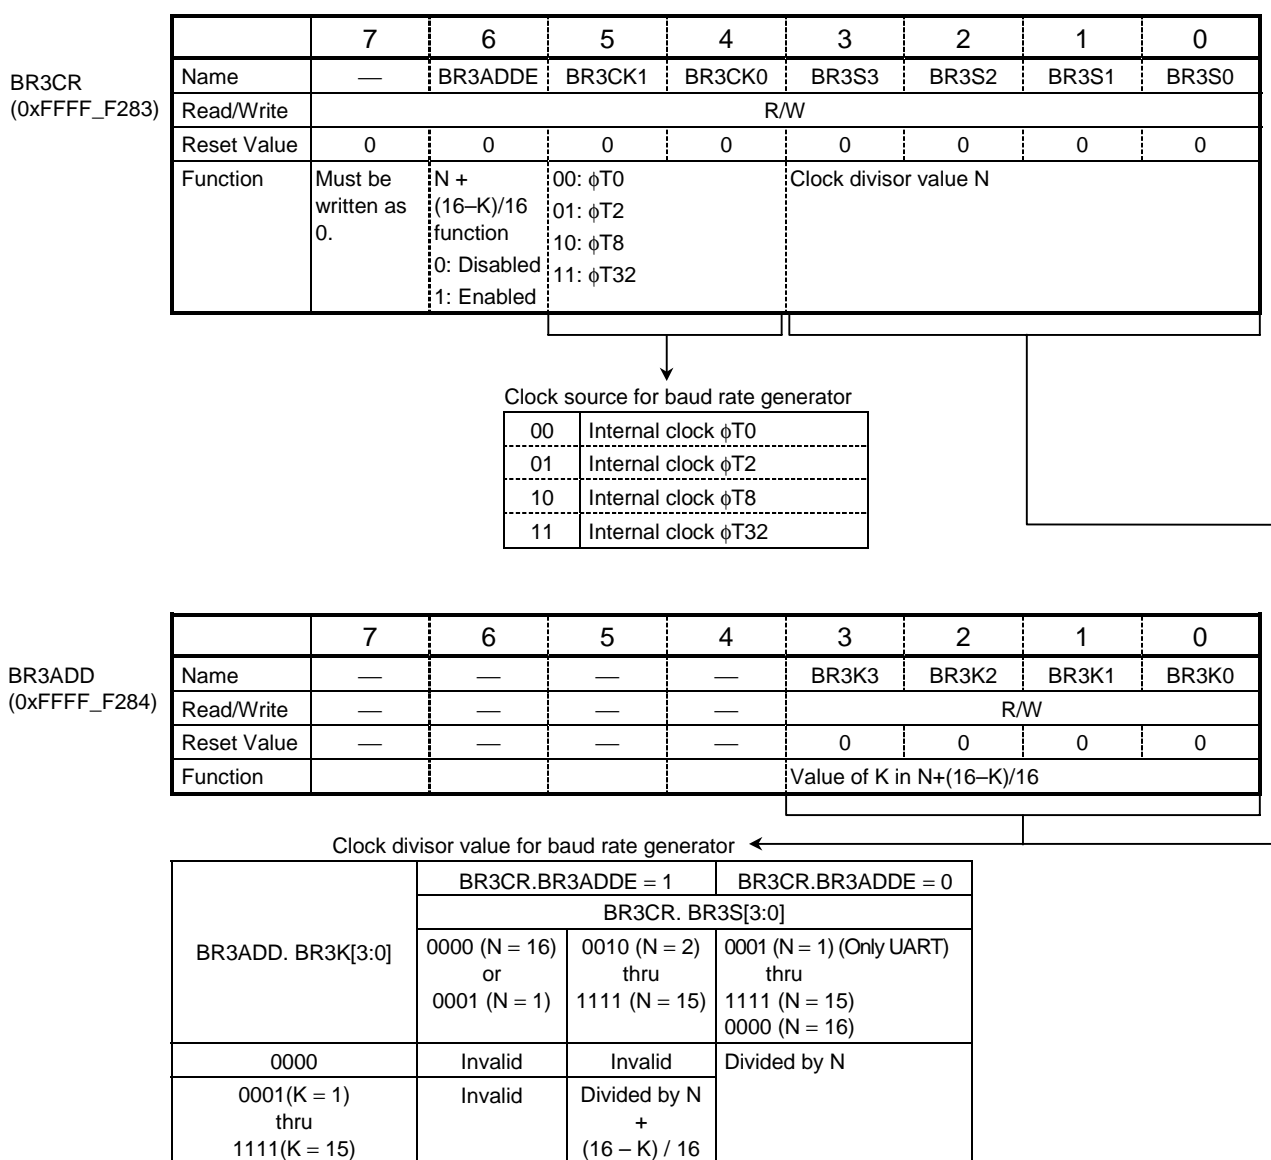 7 6 5 4 3 2 1 0
BR3CR
(0xFFFF_F283)
Name — BR3ADDE BR3CK1 BR3CK0 BR3S3 BR3S2 BR3S1 BR3S0
Read/Write R/W
Reset Value 0 0 0 0 0 0 0 0
Function
Must be
written as
0.
N +
(16–K)/16
function
0: Disabled
1: Enabled
00: ϕT0
01: ϕT2
10: ϕT8
11: ϕT32
Clock divisor value N
Clock source for baud rate generator
00 Internal clock ϕT0
01 Internal clock ϕT2
10 Internal clock ϕT8
11 Internal clock ϕT32
7 6 5 4 3 2 1 0
BR3ADD
(0xFFFF_F284)
Name — — — — BR3K3 BR3K2 BR3K1 BR3K0
Read/Write — — — — R/W
Reset Value — — — — 0 0 0 0
Function Value of K in N+(16–K)/16
Clock divisor value for baud rate generator
BR3ADD. BR3K[3:0]
BR3CR.BR3ADDE = 1 BR3CR.BR3ADDE = 0
BR3CR. BR3S[3:0]
0000 (N = 16)
or
0001 (N = 1)
0010 (N = 2)
thru
1111 (N = 15)
0001 (N = 1) (Only UART)
thru
1111 (N = 15)
0000 (N = 16)
0000 Invalid Invalid Divided by N
0001(K = 1)
thru
1111(K = 15)
Invalid
Divided by N
+
(16 – K) / 16